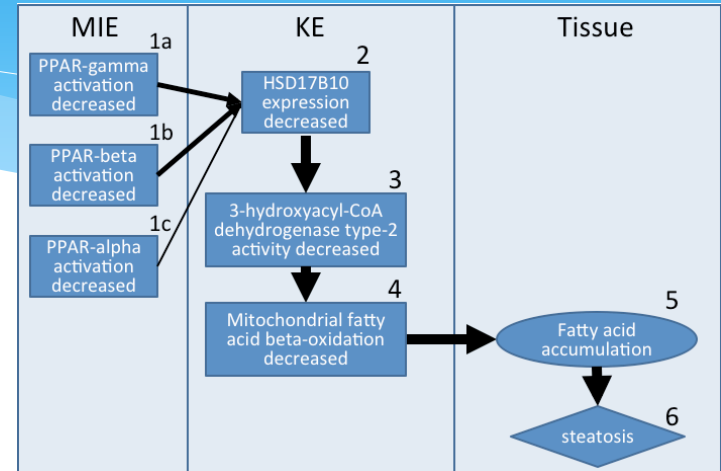 MIE
KE
Tissue
1a
PPAR-gamma
activation
decreased
1b
PPAR-beta
activation
decreased
1c
PPAR-alpha
activation
decreased
2
HSD17B10
expression
decreased
3
3-hydroxyacyl-CoA
dehydrogenase type-2
activity decreased
4
Mitochondrial fatty
acid beta-oxidation
decreased
5
Fatty acid
accumulation
6
steatosis